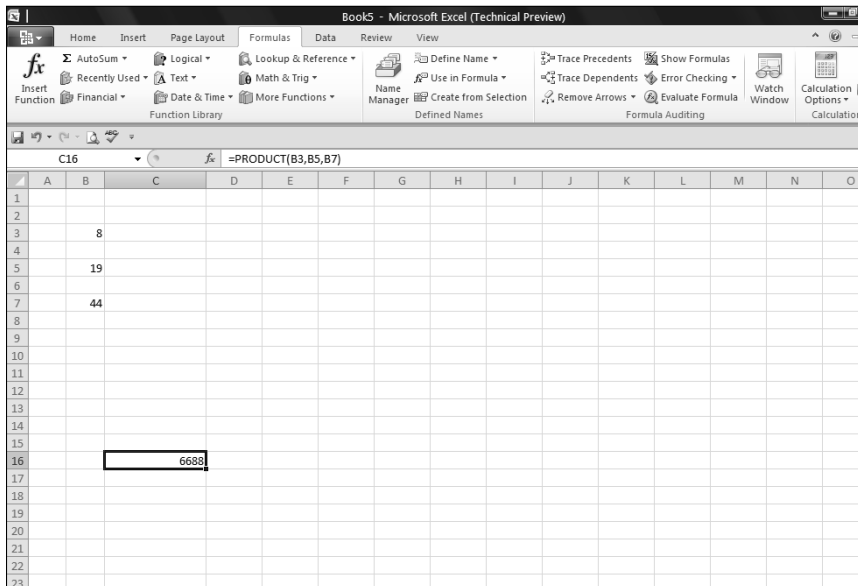 Book5 - Microsoft Excel (Technical Preview)
Home Insert Page Layout Formulas Data Review View
fx
Insert Function
Σ AutoSum
Recently Used
Financial
Logical
Text
Date & Time
Lookup & Reference
Math & Trig
More Functions
Function Library
Name Manager
Define Name
Use in Formula
Create from Selection
Defined Names
Trace Precedents
Trace Dependents
Remove Arrows
Show Formulas
Error Checking
Evaluate Formula
Formula Auditing
Watch Window
Calculation Options
Calculation
C16 fx =PRODUCT(B3,B5,B7)
A B C D E F G H I J K L M N O
1
2
3 8
4
5 19
6
7 44
8
9
10
11
12
13
14
15
16 6688
17
18
19
20
21
22
23